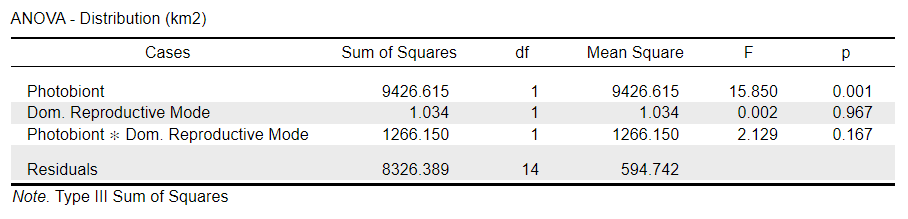 ANOVA - Distribution (km2)
Cases Sum of Squares df Mean Square F p
Photobiont 9426.615 1 9426.615 15.850 0.001
Dom. Reproductive Mode 1.034 1 1.034 0.002 0.967
Photobiont ✻ Dom. Reproductive Mode 1266.150 1 1266.150 2.129 0.167
Residuals 8326.389 14 594.742
Note. Type III Sum of Squares